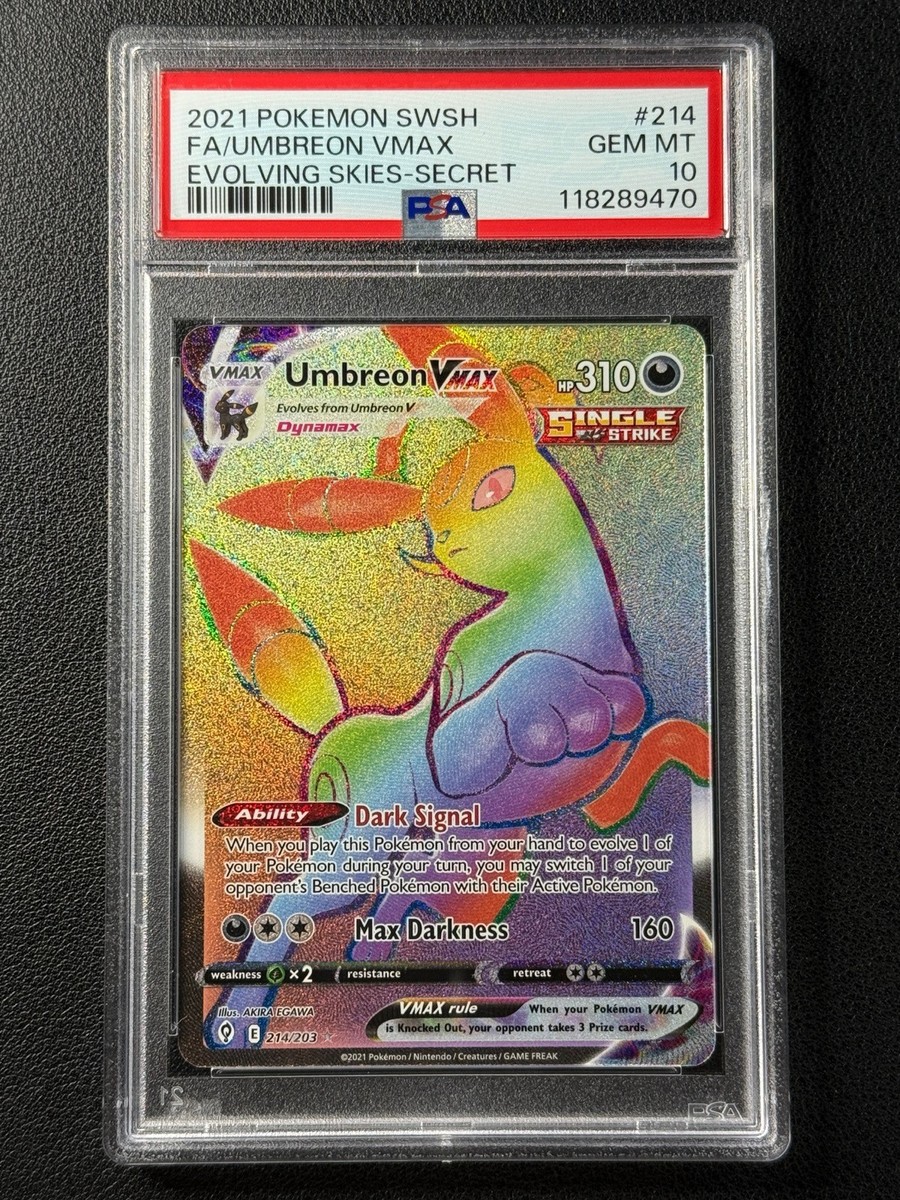 2021 POKEMON SWSH #214
FA/UMBREON VMAX GEM MT
EVOLVING SKIES-SECRET 10
118289470
PSA
VMAX Umbreon VMAX HP 310
Evolves from Umbreon V
Dynamax
SINGLE
STRIKE
Ability Dark Signal
When you play this Pokémon from your hand to evolve 1 of
your Pokémon during your turn, you may switch 1 of your
opponent's Benched Pokémon with their Active Pokémon.
Max Darkness 160
weakness ×2 resistance retreat
Illus. AKIRA EGAWA
VMAX rule When your Pokémon VMAX
is Knocked Out, your opponent takes 3 Prize cards.
E 214/203
©2021 Pokémon / Nintendo / Creatures / GAME FREAK
PSA